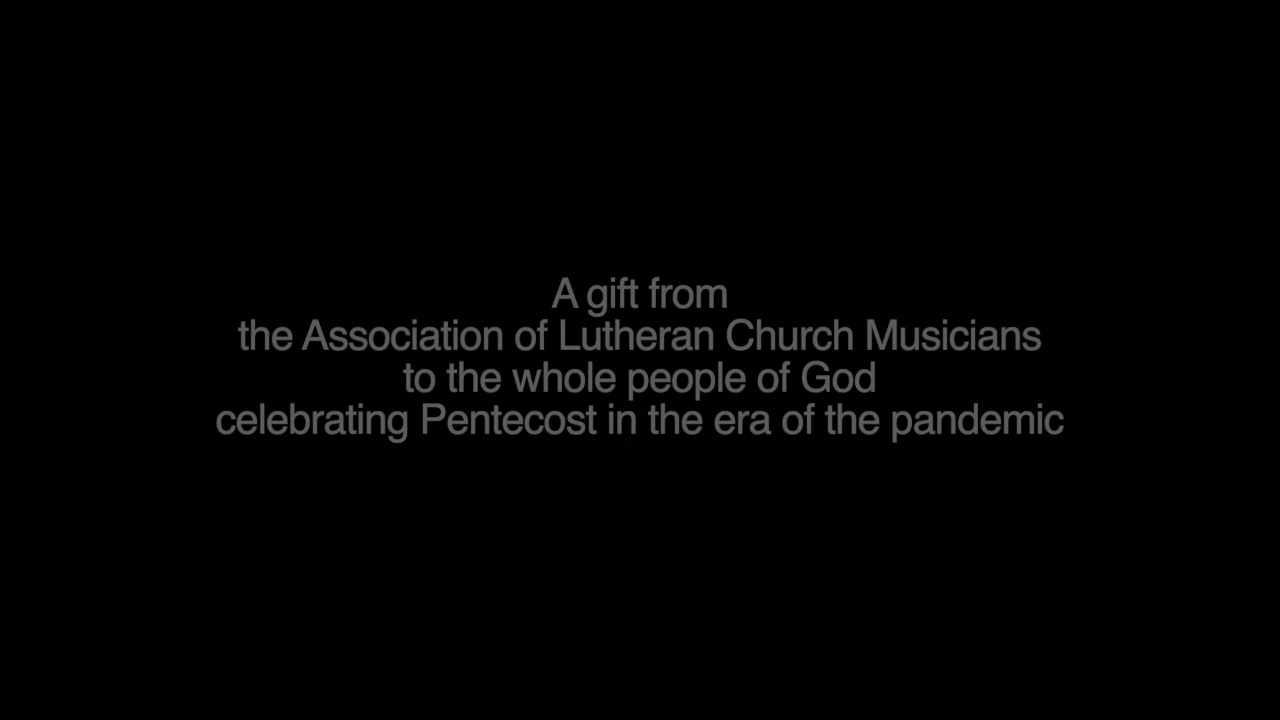 A gift from
the Association of Lutheran Church Musicians
to the whole people of God
celebrating Pentecost in the era of the pandemic